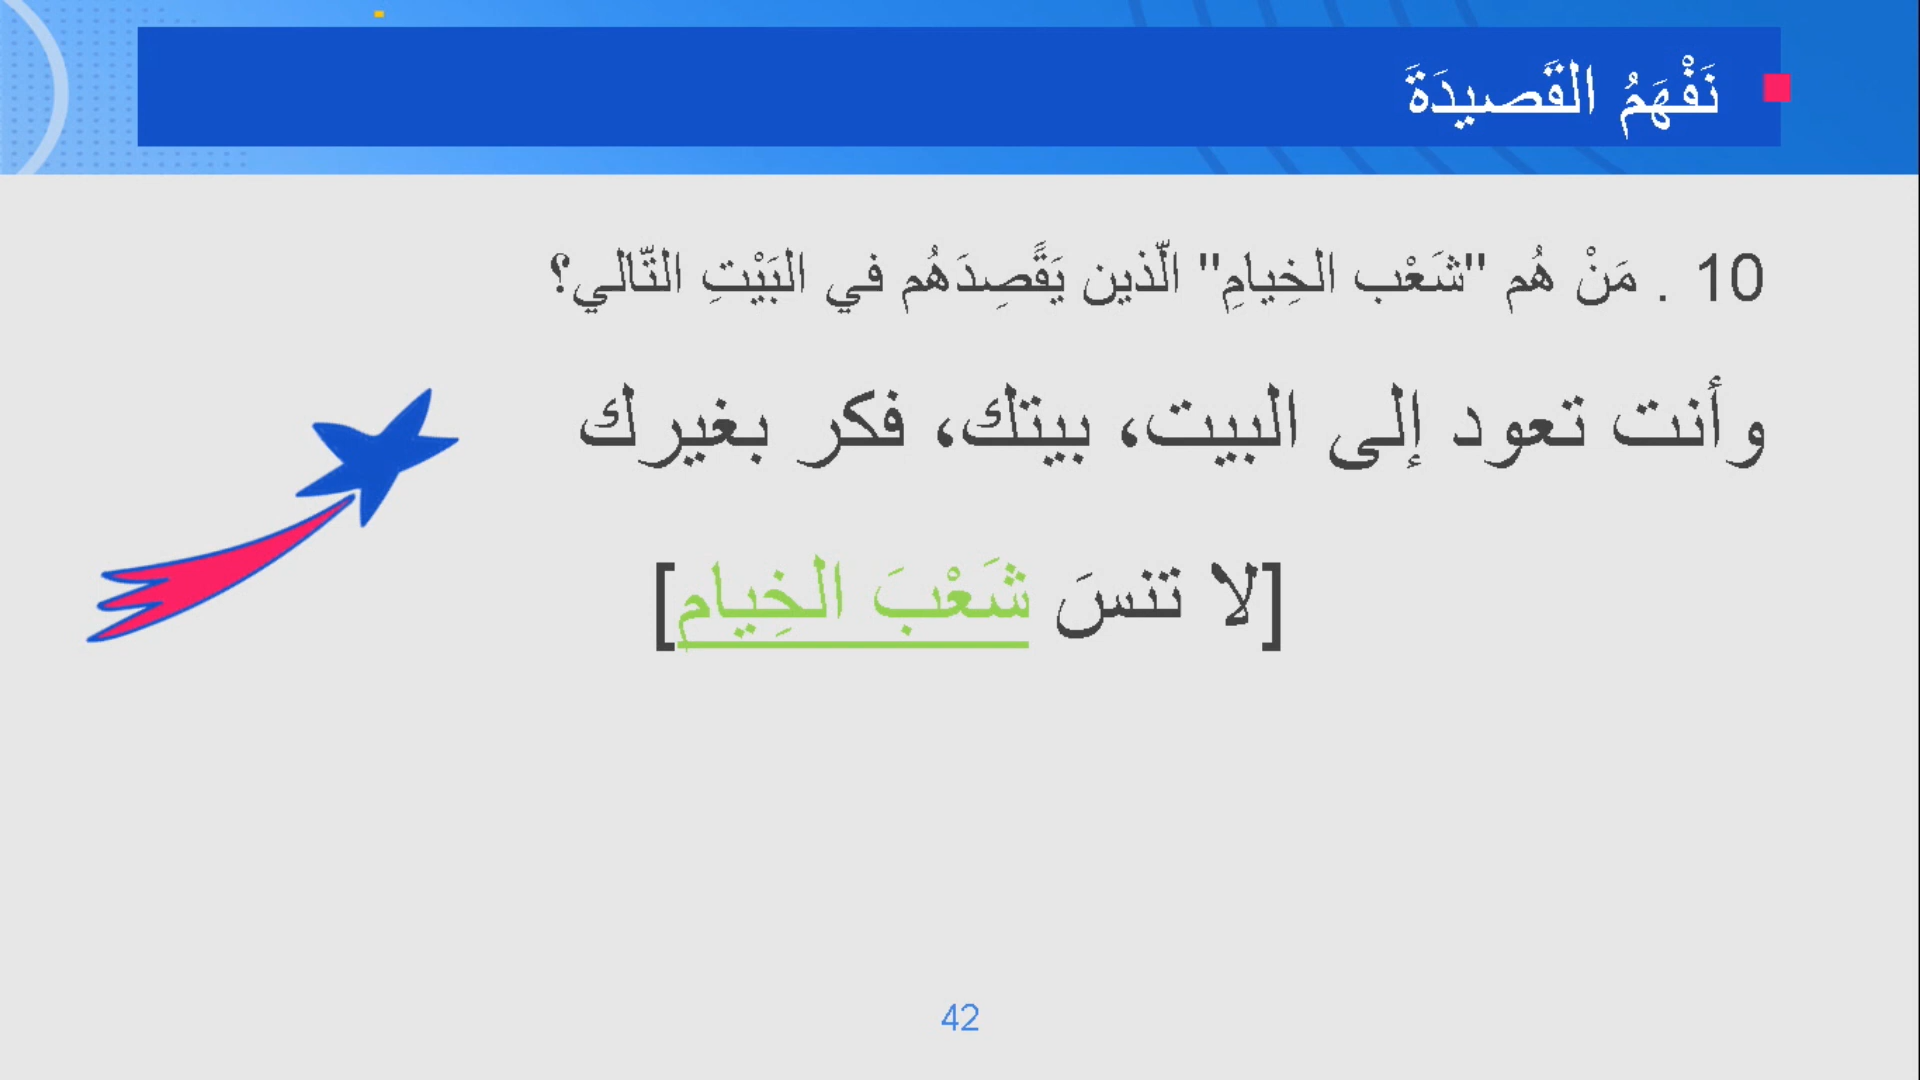 نَفْهَمُ القَصيدَةَ
10 . مَنْ هُم "شَعْب الخِيامِ" الّذين يَقًصِدَهُم في البَيْتِ التّالي؟
وأنت تعود إلى البيت، بيتك، فكر بغيرك
[لا تنسَ شَعْبَ الخِيام]
42